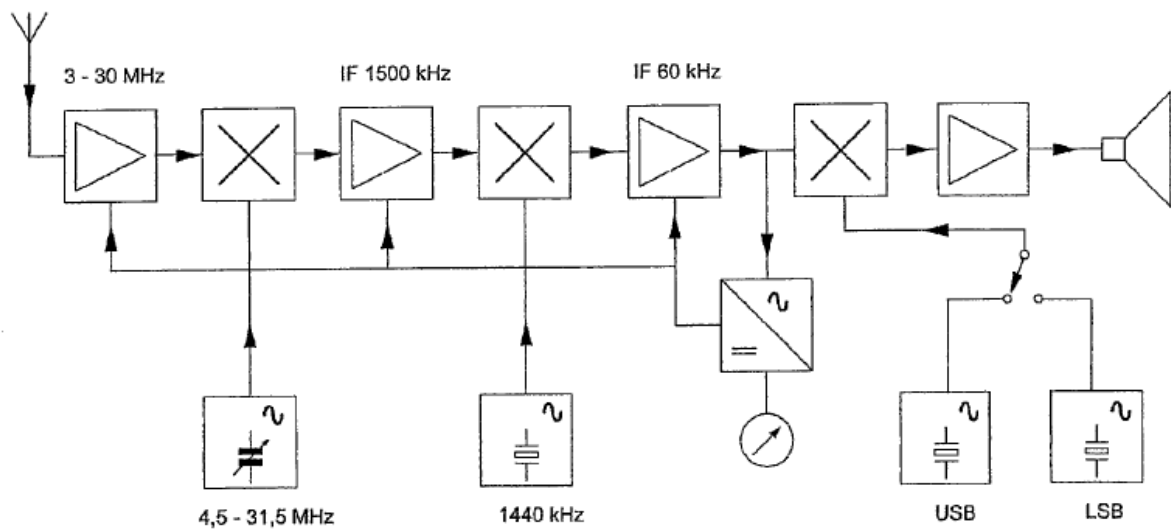 3 - 30 MHz
IF 1500 kHz
IF 60 kHz
4,5 - 31,5 MHz
1440 kHz
USB
LSB